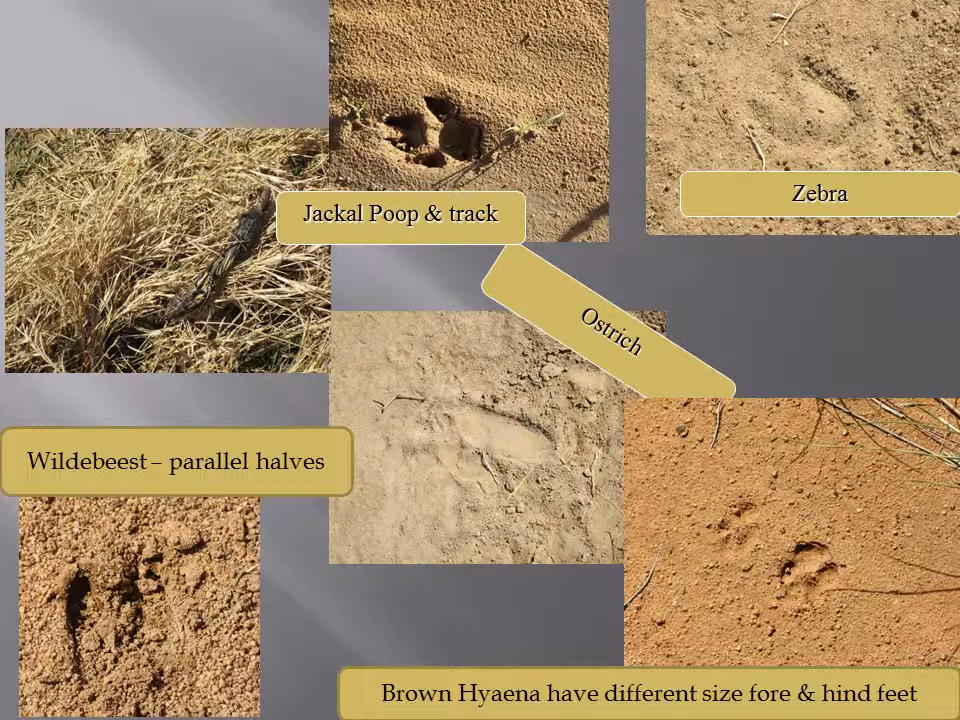 Jackal Poop & track
Zebra
Ostrich
Wildebeest – parallel halves
Brown Hyaena have different size fore & hind feet